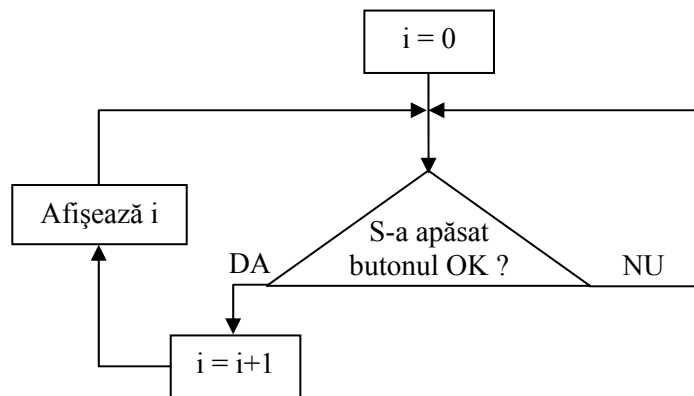 i = 0
Afişează i
S-a apăsat
butonul OK ?
DA
NU
i = i+1